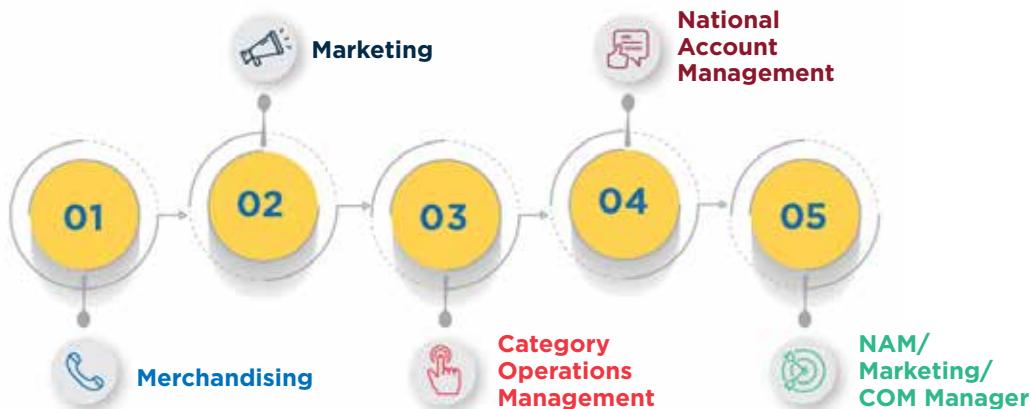 Marketing
National
Account
Management
01
02
03
04
05
Merchandising
Category
Operations
Management
NAM/
Marketing/
COM Manager